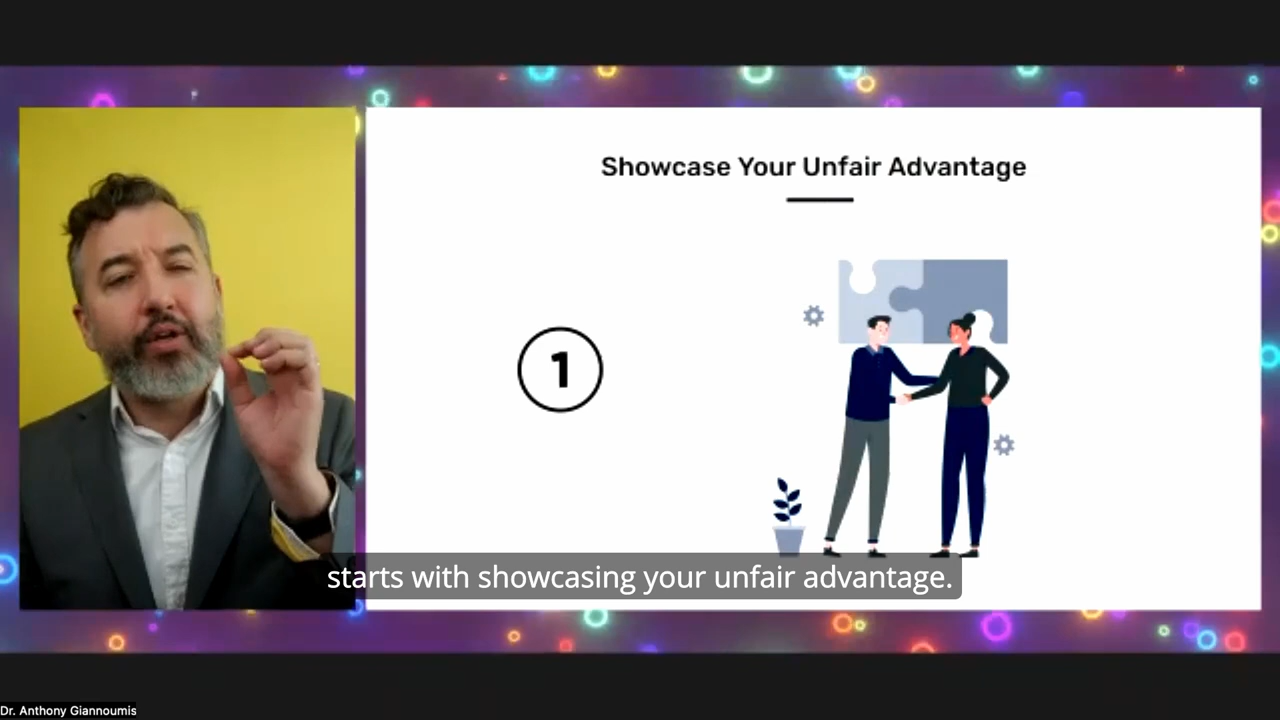 Showcase Your Unfair Advantage
1
starts with showcasing your unfair advantage.
Dr. Anthony Giannoumis